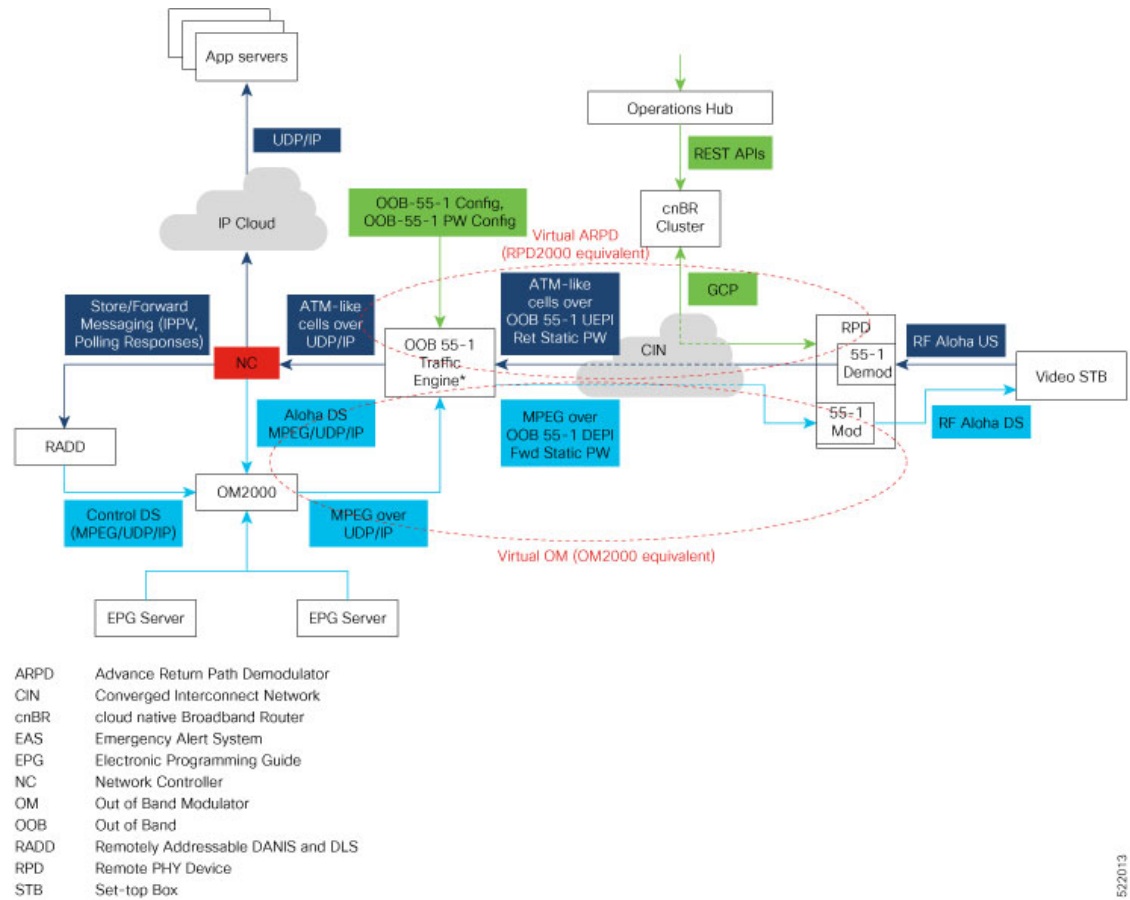 App servers
Operations Hub
UDP/IP
REST APIs
OOB-55-1 Config,
OOB-55-1 PW Config
cnBR
Cluster
IP Cloud
Virtual ARPD
(RPD2000 equivalent)
Store/Forward
Messaging (IPPV,
Polling Responses)
ATM-like
cells over
UDP/IP
ATM-like
cells over
OOB 55-1 UEPI
Ret Static PW
GCP
NC
OOB 55-1
Traffic
Engine*
CIN
RPD
55-1
Demod
RF Aloha US
Video STB
Aloha DS
MPEG/UDP/IP
MPEG over
OOB 55-1 DEPI
Fwd Static PW
55-1
Mod
RF Aloha DS
RADD
OM2000
Control DS
(MPEG/UDP/IP)
MPEG over
UDP/IP
Virtual OM (OM2000 equivalent)
EPG Server
EPG Server
ARPD Advance Return Path Demodulator
CIN Converged Interconnect Network
cnBR cloud native Broadband Router
EAS Emergency Alert System
EPG Electronic Programming Guide
NC Network Controller
OM Out of Band Modulator
OOB Out of Band
RADD Remotely Addressable DANIS and DLS
RPD Remote PHY Device
STB Set-top Box
522013